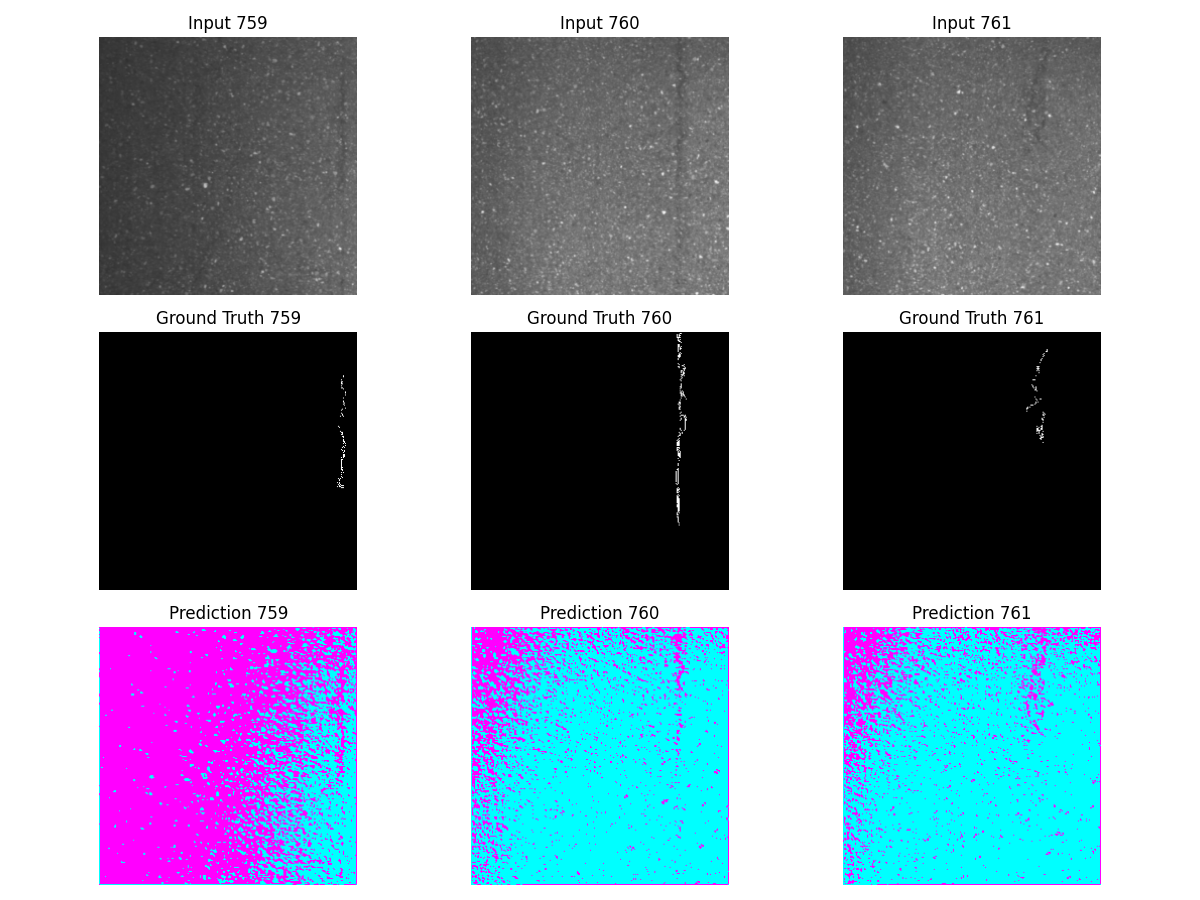 Input 759
Input 760
Input 761
Ground Truth 759
Ground Truth 760
Ground Truth 761
Prediction 759
Prediction 760
Prediction 761